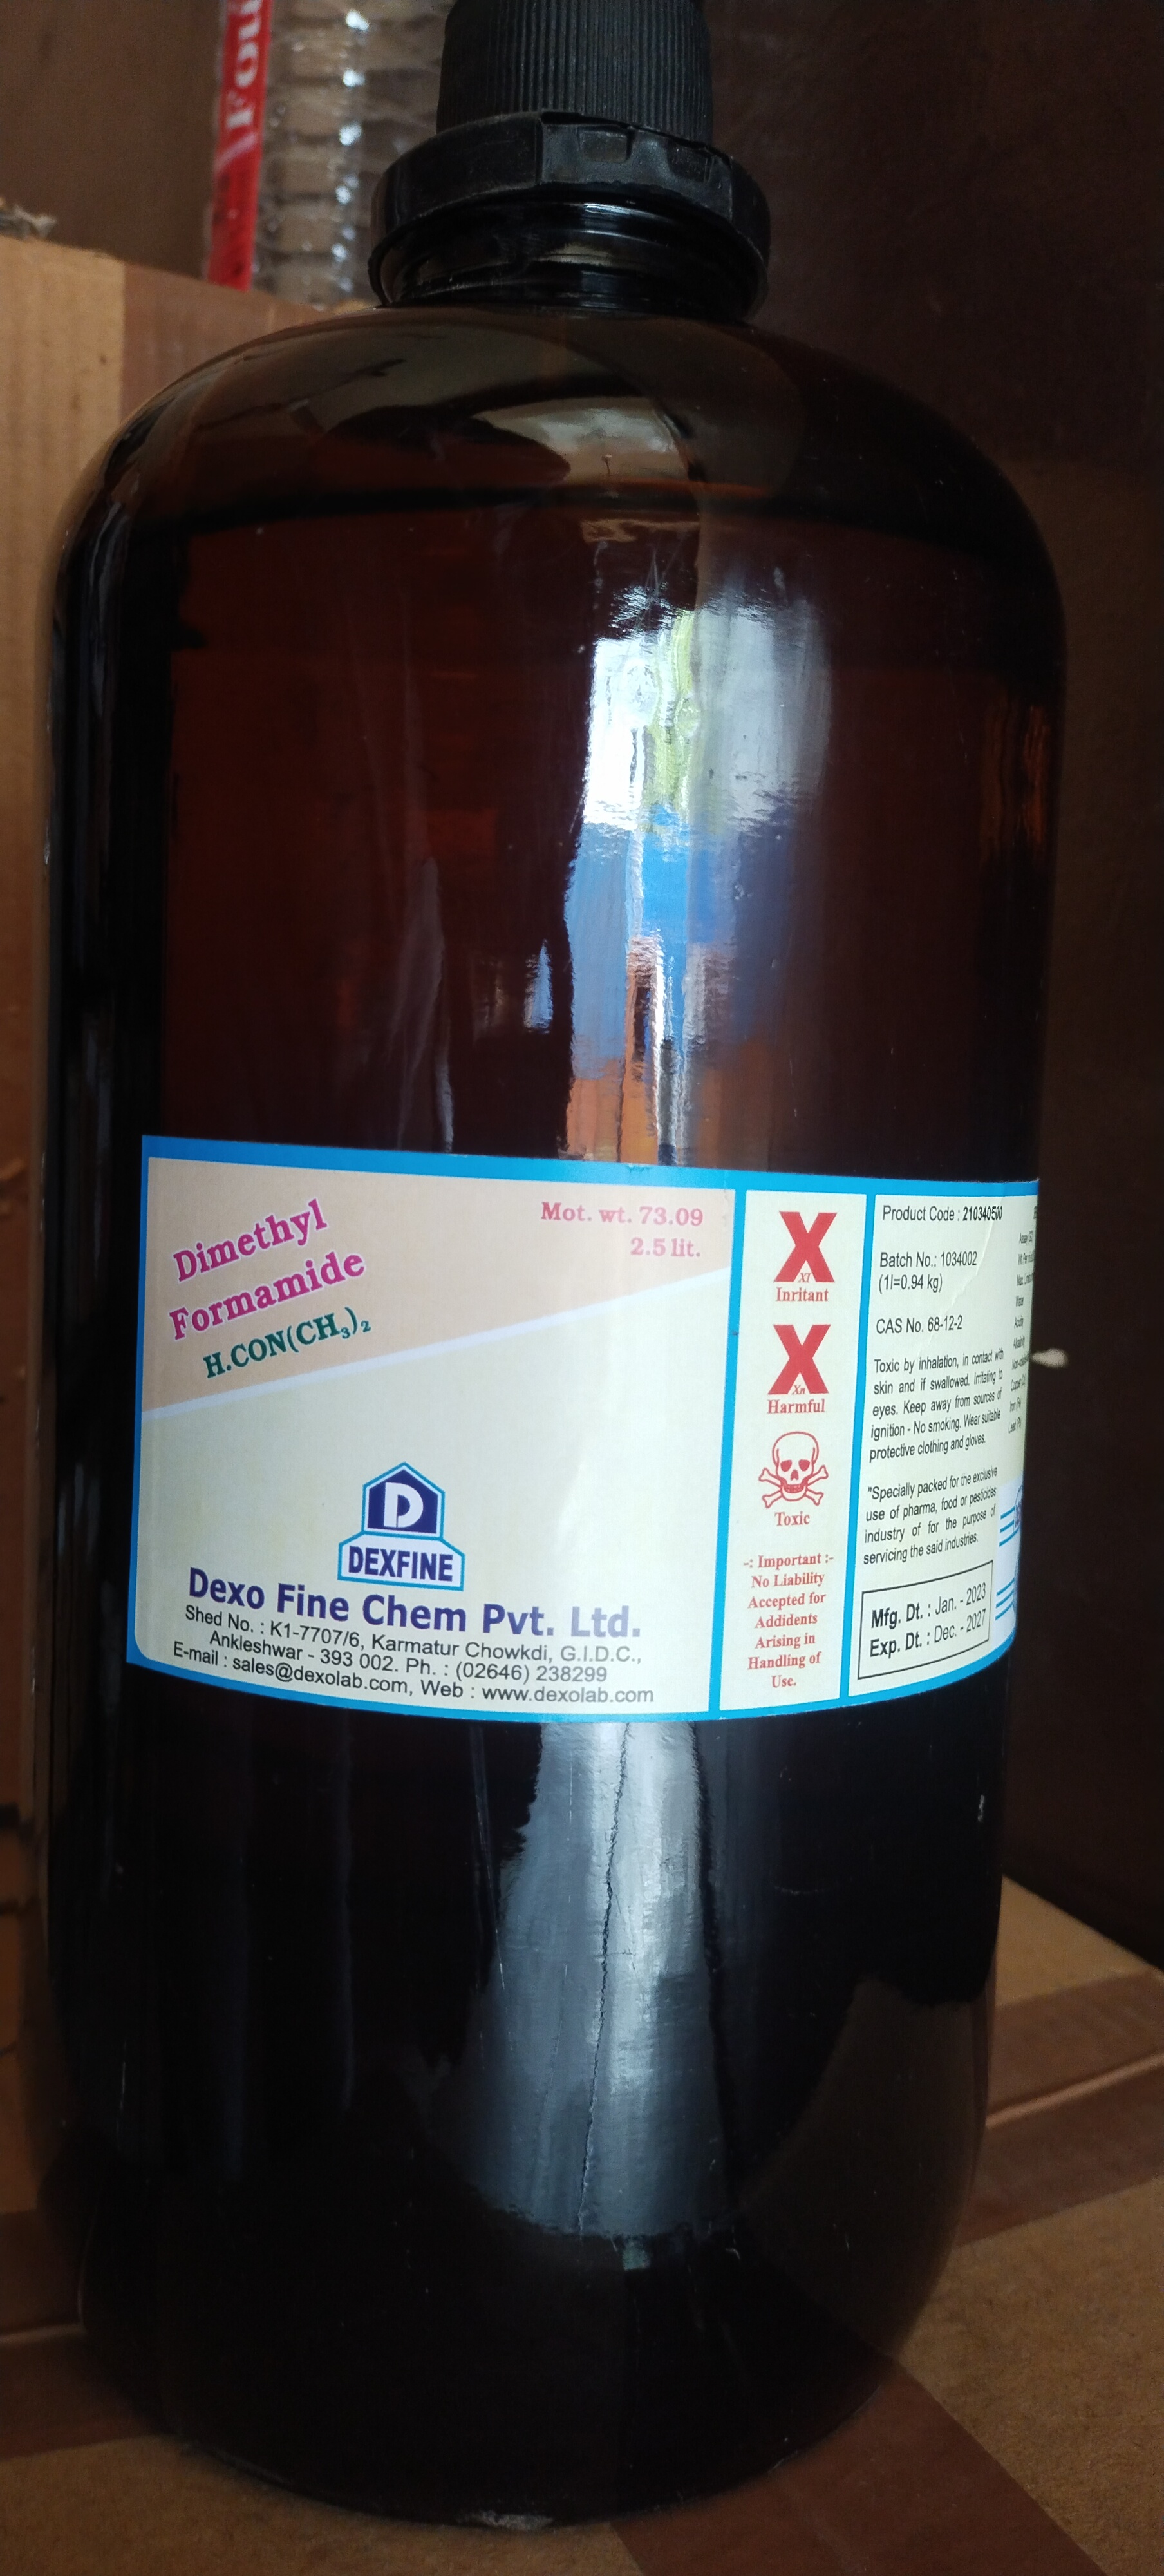 Dimethyl
Formamide
H.CON(CH₃)₂
Mot. wt. 73.09
2.5 lit.
D
DEXFINE
Dexo Fine Chem Pvt. Ltd.
Shed No. : K1-7707/6, Karmatur Chowkdi, G.I.D.C.,
Ankleshwar - 393 002. Ph. : (02646) 238299
E-mail : sales@dexolab.com, Web : www.dexolab.com
X
XI
Inritant
X
Xn
Harmful
Toxic
-: Important :-
No Liability
Accepted for
Addidents
Arising in
Handling of
Use.
Product Code : 210340500
Batch No.: 1034002
(1l=0.94 kg)
CAS No. 68-12-2
Toxic by inhalation, in contact with
skin and if swallowed. Irritating to
eyes. Keep away from sources of
ignition - No smoking. Wear suitable
protective clothing and gloves.
"Specially packed for the exclusive
use of pharma, food or pesticides
industry of for the purpose of
servicing the said industries.
Mfg. Dt. : Jan. - 2023
Exp. Dt. : Dec. - 2027